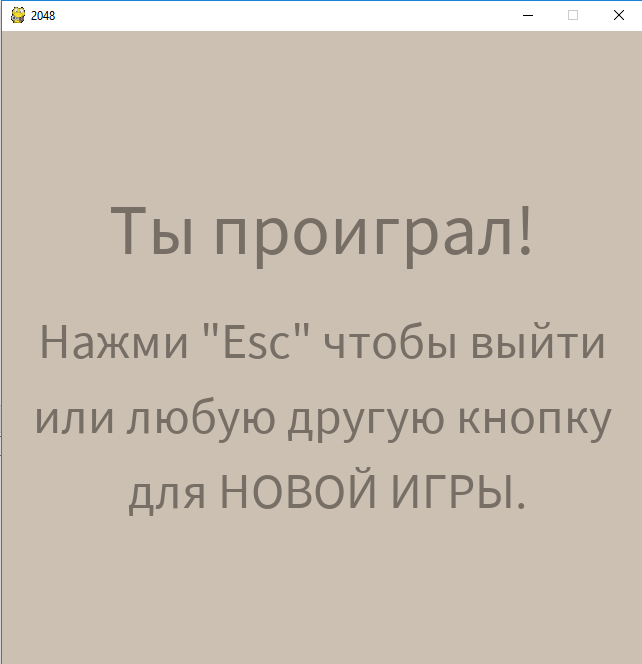 2048
Ты проиграл!
Нажми "Esc" чтобы выйти
или любую другую кнопку
для НОВОЙ ИГРЫ.